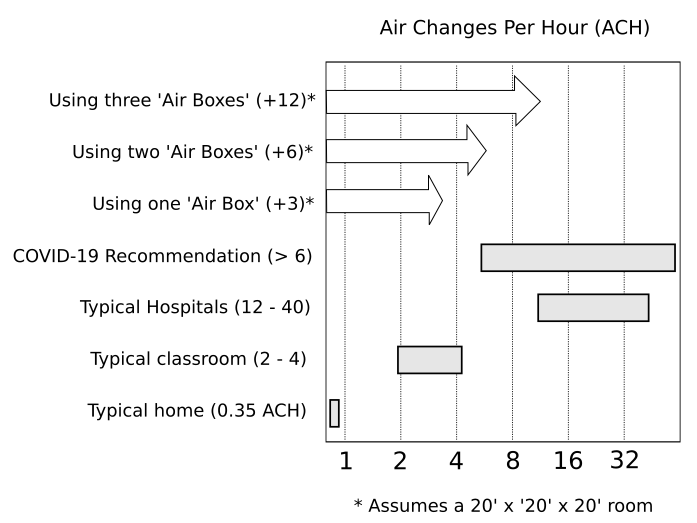 Air Changes Per Hour (ACH)
Using three 'Air Boxes' (+12)*
Using two 'Air Boxes' (+6)*
Using one 'Air Box' (+3)*
COVID-19 Recommendation (> 6)
Typical Hospitals (12 - 40)
Typical classroom (2 - 4)
Typical home (0.35 ACH)
1 2 4 8 16 32
* Assumes a 20' x '20' x 20' room